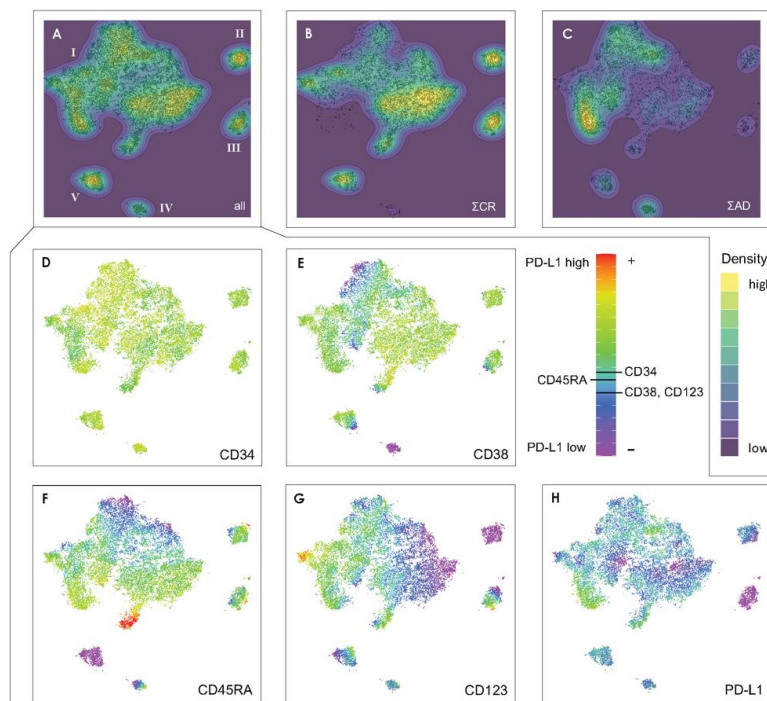 A
I
II
III
V
IV
all
B
ΣCR
C
ΣAD
D
CD34
E
CD38
PD-L1 high
+
CD34
CD45RA
CD38, CD123
PD-L1 low
–
Density
high
low
F
CD45RA
G
CD123
H
PD-L1